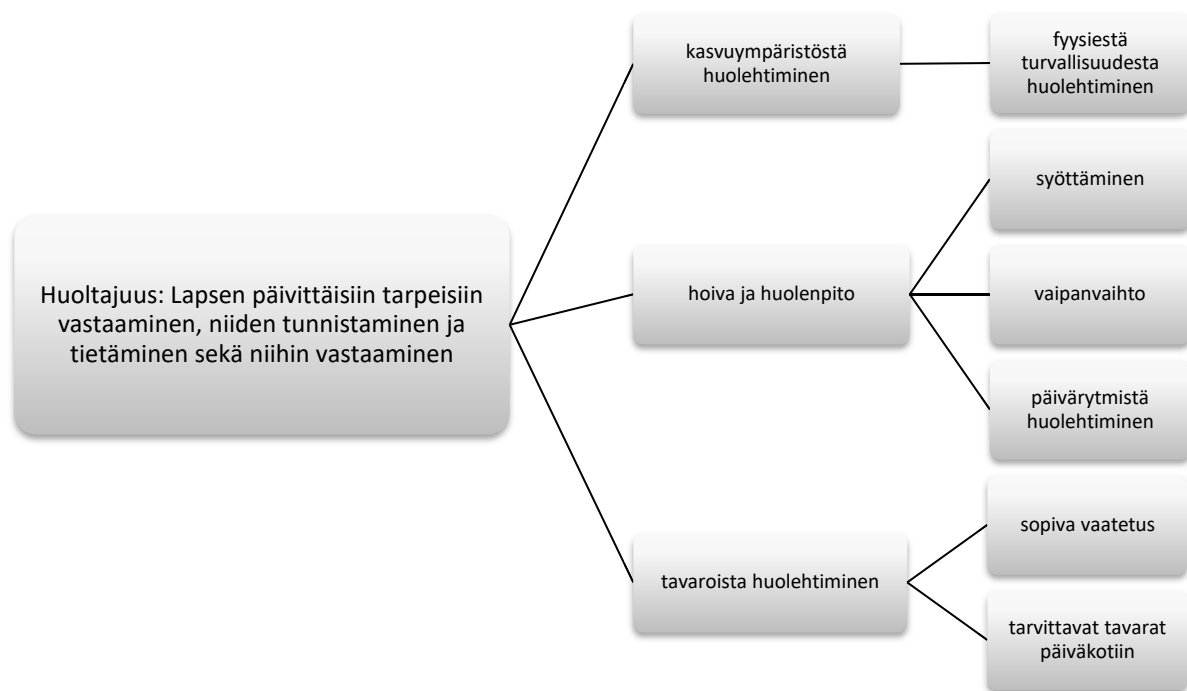 Huoltajuus: Lapsen päivittäisiin tarpeisiin
vastaaminen, niiden tunnistaminen ja
tietäminen sekä niihin vastaaminen
kasvuympäristöstä
huolehtiminen
fyysiestä
turvallisuudesta
huolehtiminen
hoiva ja huolenpito
syöttäminen
vaipanvaihto
päivärytmistä
huolehtiminen
tavaroista huolehtiminen
sopiva vaatetus
tarvittavat tavarat
päiväkotiin